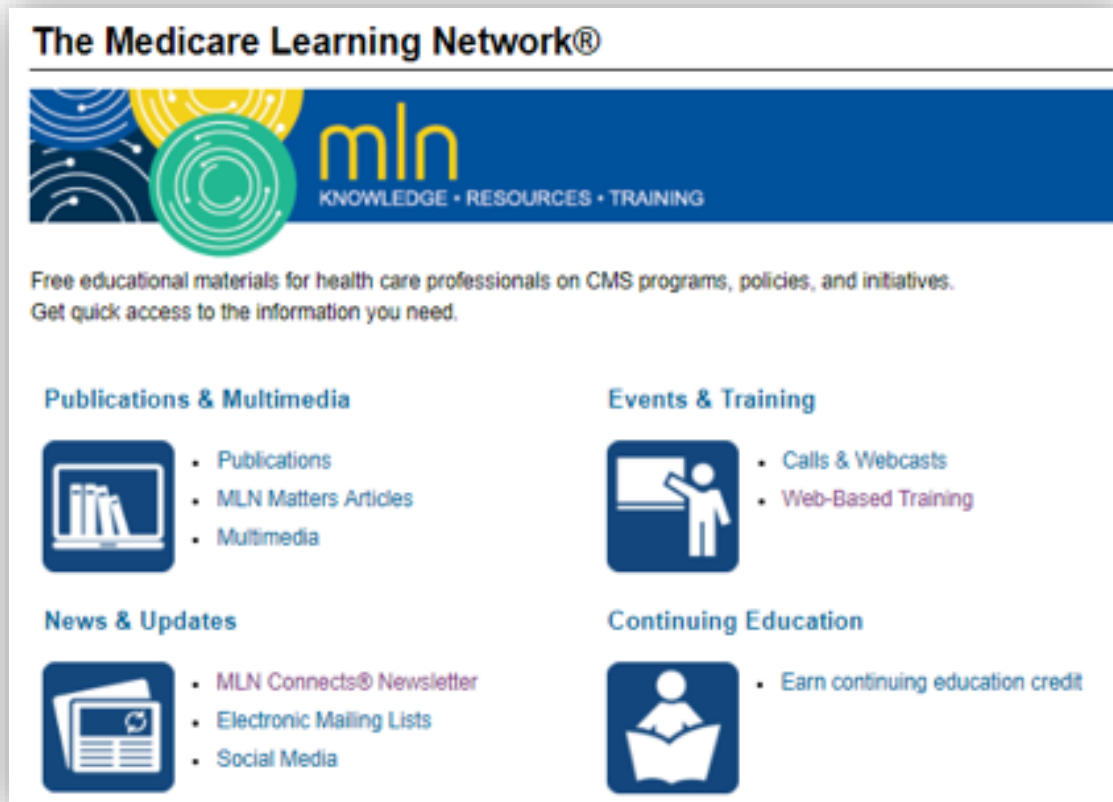 The Medicare Learning Network®
mln
KNOWLEDGE • RESOURCES • TRAINING
Free educational materials for health care professionals on CMS programs, policies, and initiatives.
Get quick access to the information you need.
Publications & Multimedia
• Publications
• MLN Matters Articles
• Multimedia
Events & Training
• Calls & Webcasts
• Web-Based Training
News & Updates
• MLN Connects® Newsletter
• Electronic Mailing Lists
• Social Media
Continuing Education
• Earn continuing education credit